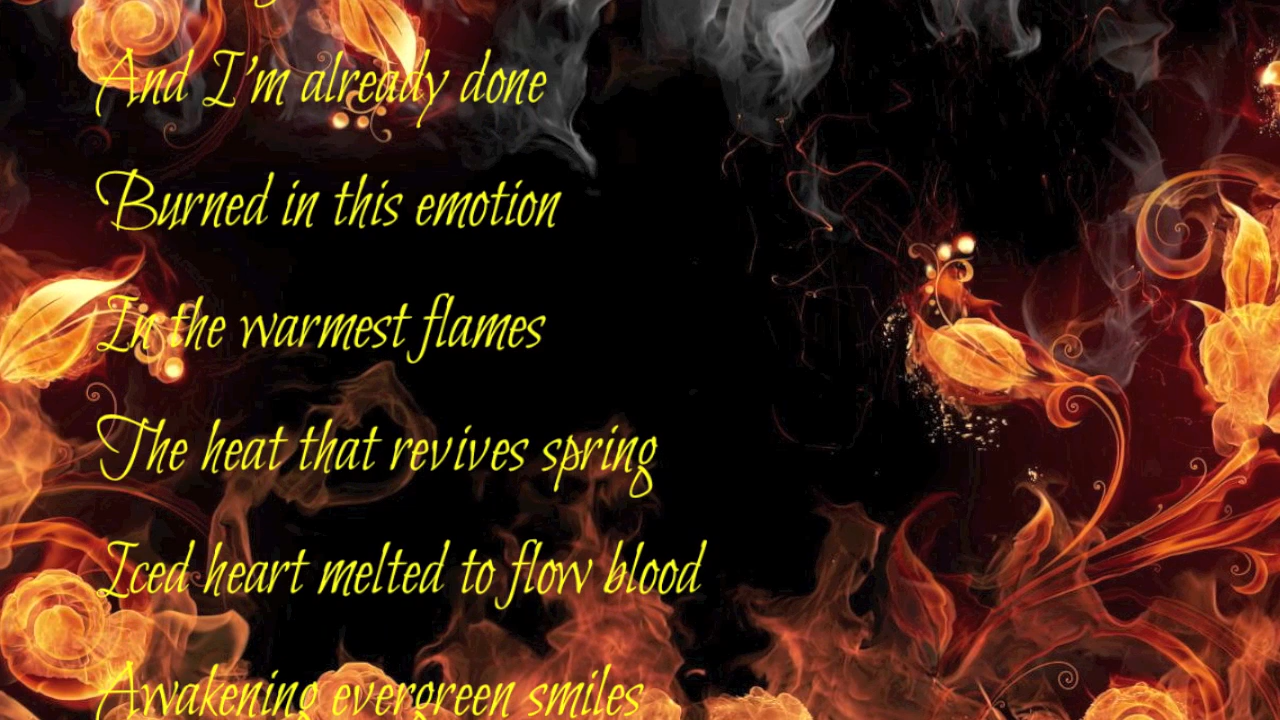 And I'm already done
Burned in this emotion
In the warmest flames
The heat that revives spring
Iced heart melted to flow blood
Awakening evergreen smiles